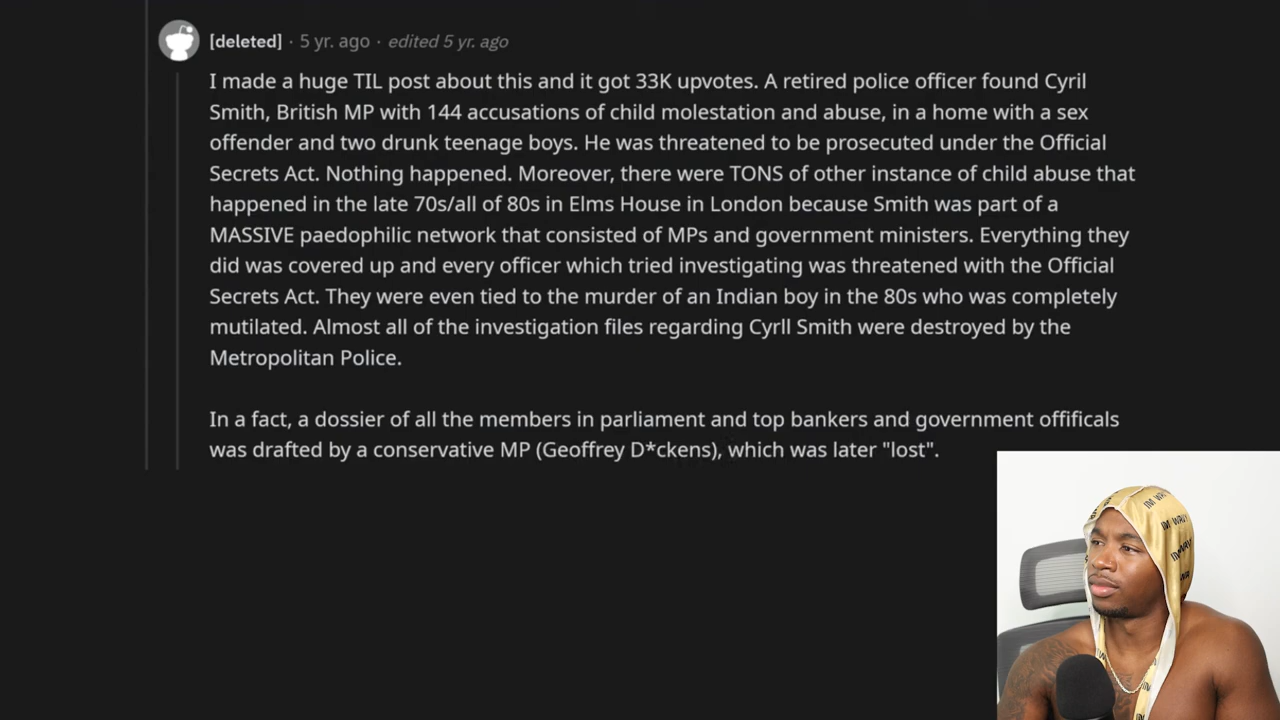 [deleted] · 5 yr. ago · edited 5 yr. ago
I made a huge TIL post about this and it got 33K upvotes. A retired police officer found Cyril
Smith, British MP with 144 accusations of child molestation and abuse, in a home with a sex
offender and two drunk teenage boys. He was threatened to be prosecuted under the Official
Secrets Act. Nothing happened. Moreover, there were TONS of other instance of child abuse that
happened in the late 70s/all of 80s in Elms House in London because Smith was part of a
MASSIVE paedophilic network that consisted of MPs and government ministers. Everything they
did was covered up and every officer which tried investigating was threatened with the Official
Secrets Act. They were even tied to the murder of an Indian boy in the 80s who was completely
mutilated. Almost all of the investigation files regarding Cyrll Smith were destroyed by the
Metropolitan Police.
In a fact, a dossier of all the members in parliament and top bankers and government offificals
was drafted by a conservative MP (Geoffrey D*ckens), which was later "lost".